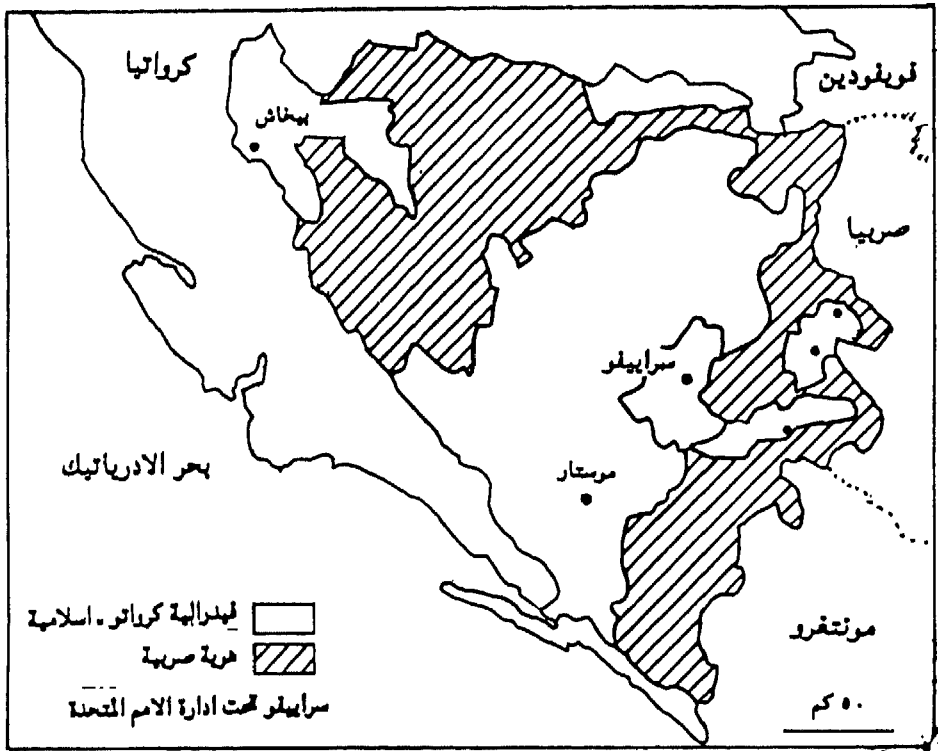 كرواتيا
فويفودين
بيخاش
صربيا
سراييفو
بحر الادرياتيك
موستار
فيدرالية كرواتو - اسلامية
هوية صربية
مونتنغرو
سراييفو تحت ادارة الامم المتحدة
٥٠ كم